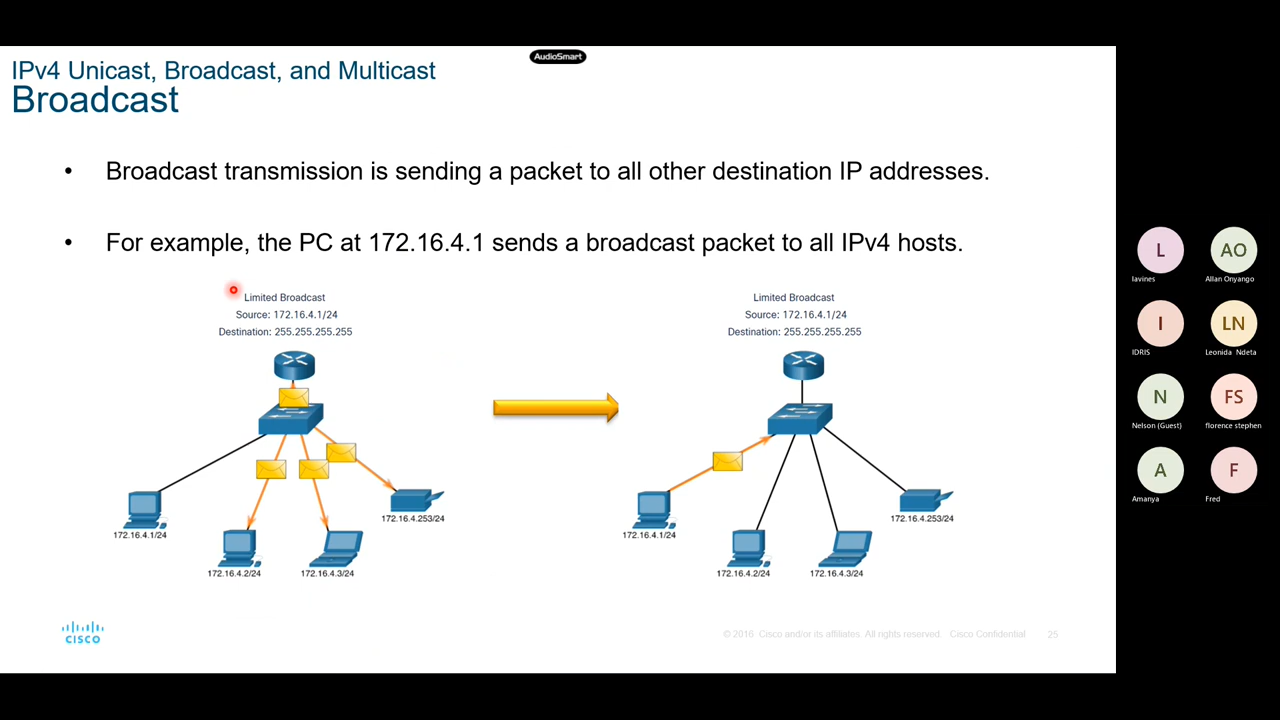 AudioSmart
IPv4 Unicast, Broadcast, and Multicast
Broadcast
• Broadcast transmission is sending a packet to all other destination IP addresses.
• For example, the PC at 172.16.4.1 sends a broadcast packet to all IPv4 hosts.
Limited Broadcast
Source: 172.16.4.1/24
Destination: 255.255.255.255
172.16.4.1/24
172.16.4.253/24
172.16.4.2/24
172.16.4.3/24
Limited Broadcast
Source: 172.16.4.1/24
Destination: 255.255.255.255
172.16.4.1/24
172.16.4.253/24
172.16.4.2/24
172.16.4.3/24
CISCO
© 2016 Cisco and/or its affiliates. All rights reserved. Cisco Confidential 25
L
lavines
AO
Allan Onyango
I
IDRIS
LN
Leonida Ndeta
N
Nelson (Guest)
FS
florence stephen
A
Amanya
F
Fred